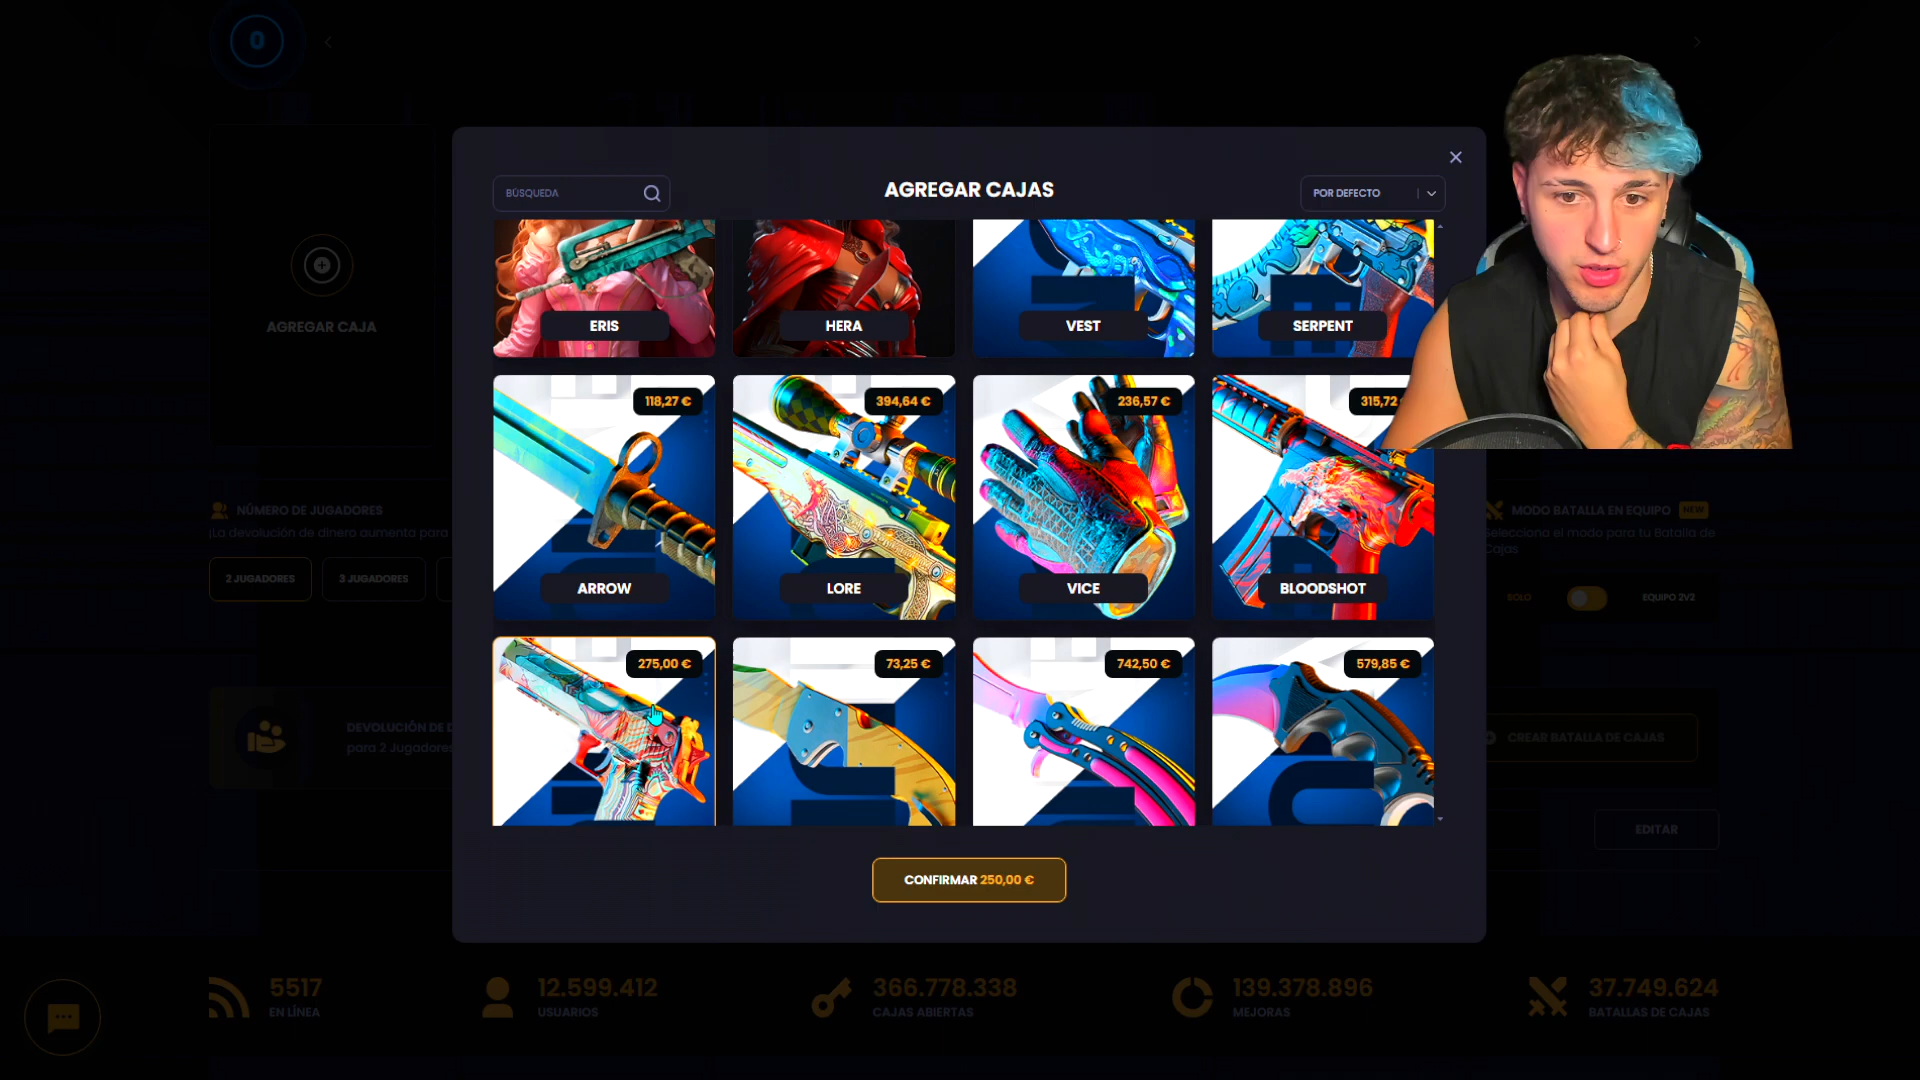 0
AGREGAR CAJAS
BÚSQUEDA
POR DEFECTO
ERIS
HERA
VEST
SERPENT
118,27 €
394,64 €
236,57 €
315,72
ARROW
LORE
VICE
BLOODSHOT
275,00 €
73,25 €
742,50 €
579,85 €
CONFIRMAR 250,00 €
AGREGAR CAJA
NÚMERO DE JUGADORES
¡La devolución de dinero aumenta para
2 JUGADORES
3 JUGADORES
DEVOLUCIÓN DE
para 2 Jugadores
MODO BATALLA EN EQUIPO NEW
Selecciona el modo para tu Batalla de
Cajas
SOLO
EQUIPO 2V2
CREAR BATALLA DE CAJAS
EDITAR
5517
EN LÍNEA
12.599.412
USUARIOS
366.778.338
CAJAS ABIERTAS
139.378.896
MEJORAS
37.749.624
BATALLAS DE CAJAS